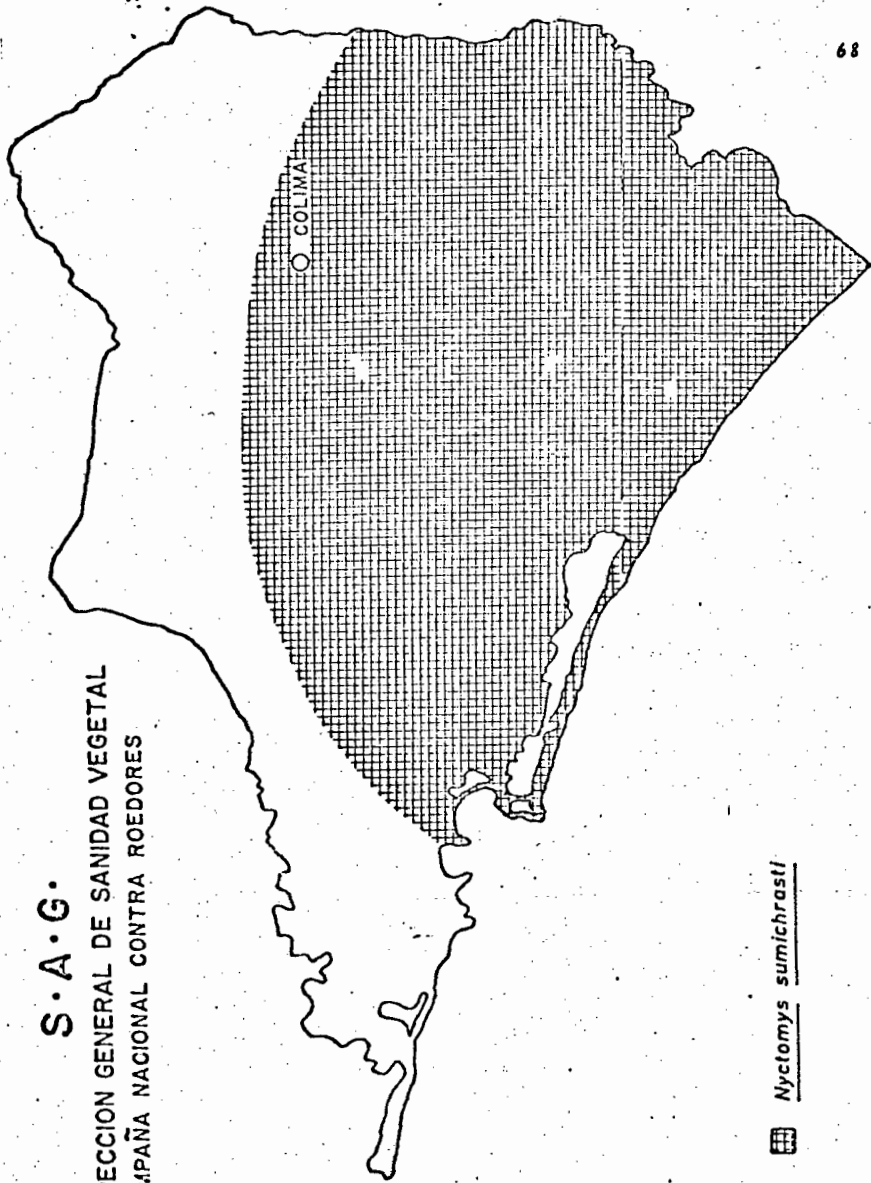 68
S.A.G.
ECCION GENERAL DE SANIDAD VEGETAL
MPAÑA NACIONAL CONTRA ROEDORES
COLIMA
Nyctomys sumichrasti